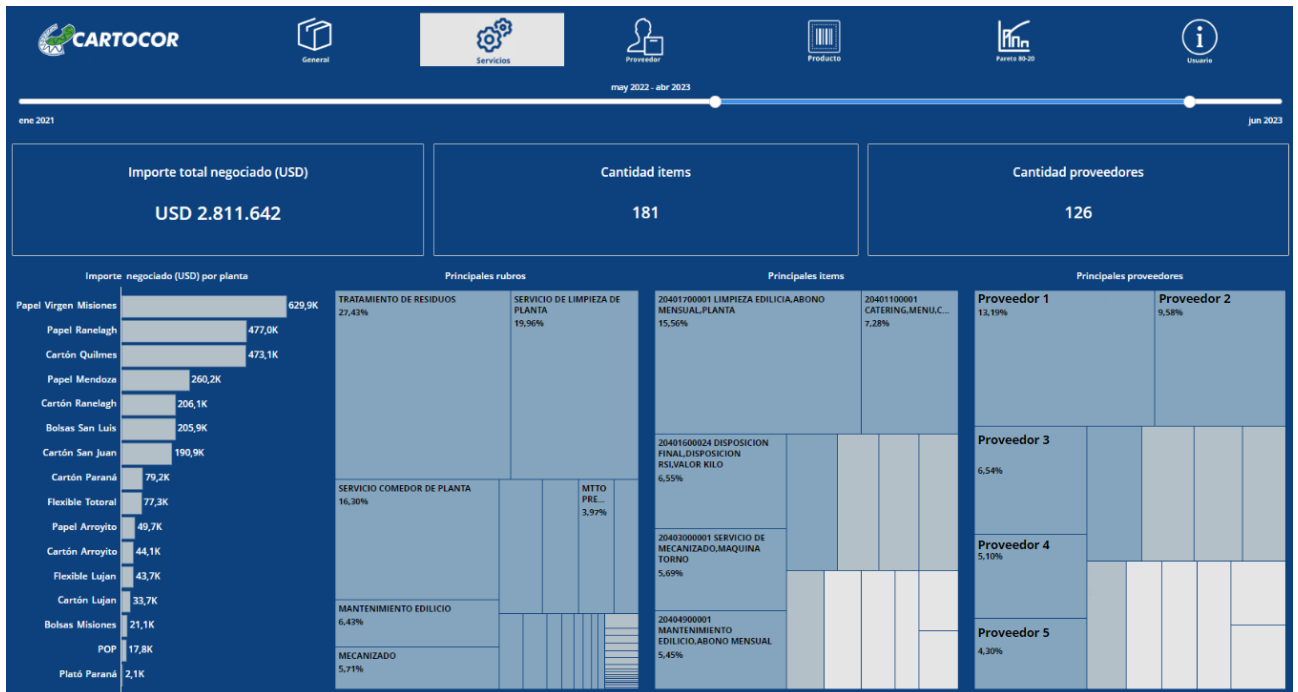 CARTOCOR
General
Servicios
Proveedor
Producto
Pareto 80-20
Usuario
may 2022 - abr 2023
ene 2021
jun 2023
Importe total negociado (USD)
USD 2.811.642
Cantidad items
181
Cantidad proveedores
126
Importe negociado (USD) por planta
Papel Virgen Misiones 629,9K
Papel Ranelagh 477,0K
Cartón Quilmes 473,1K
Papel Mendoza 260,2K
Cartón Ranelagh 206,1K
Bolsas San Luis 205,9K
Cartón San Juan 190,9K
Cartón Paraná 79,2K
Flexible Totoral 77,3K
Papel Arroyito 49,7K
Cartón Arroyito 44,1K
Flexible Lujan 43,7K
Cartón Lujan 33,7K
Bolsas Misiones 21,1K
POP 17,8K
Plató Paraná 2,1K
Principales rubros
TRATAMIENTO DE RESIDUOS
27,43%
SERVICIO DE LIMPIEZA DE
PLANTA
19,96%
SERVICIO COMEDOR DE PLANTA
16,30%
MTTO
PRE...
3,97%
MANTENIMIENTO EDILICIO
6,43%
MECANIZADO
5,71%
Principales items
20401700001 LIMPIEZA EDILICIA,ABONO
MENSUAL,PLANTA
15,56%
20401100001
CATERING,MENU,C...
7,28%
20401600024 DISPOSICION
FINAL,DISPOSICION
RSI,VALOR KILO
6,55%
20403000001 SERVICIO DE
MECANIZADO,MAQUINA
TORNO
5,69%
20404900001
MANTENIMIENTO
EDILICIO,ABONO MENSUAL
5,45%
Principales proveedores
Proveedor 1
13,19%
Proveedor 2
9,58%
Proveedor 3
6,54%
Proveedor 4
5,10%
Proveedor 5
4,30%